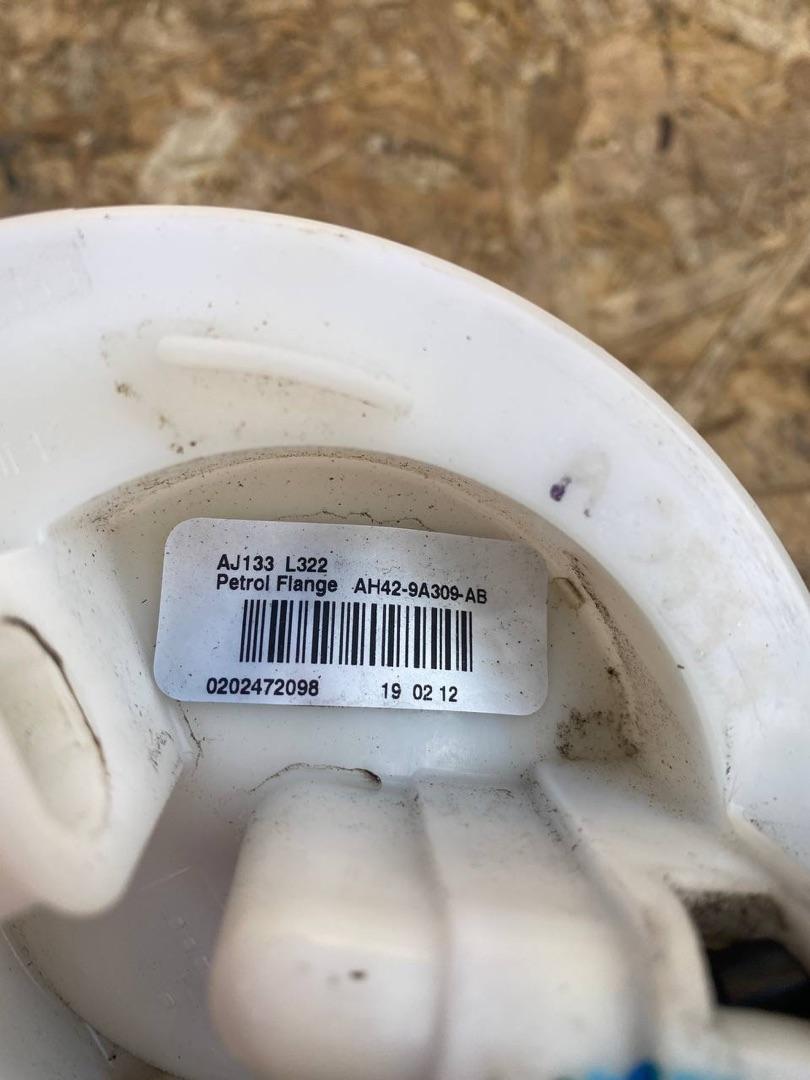 AJ133 L322
Petrol Flange AH42-9A309-AB
0202472098 19 02 12